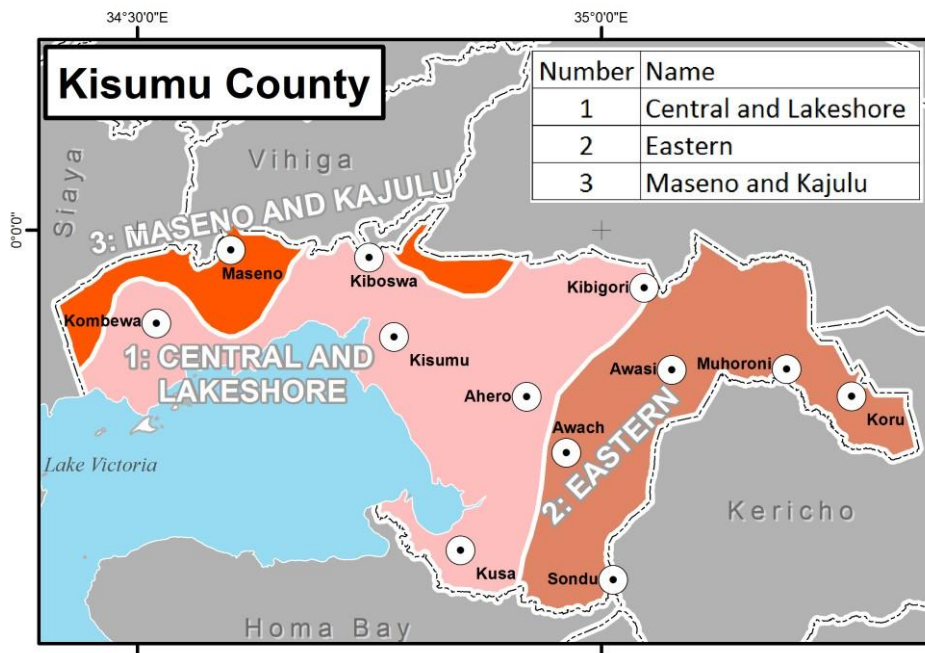 34°30'0"E
35°0'0"E
Kisumu County
Number Name
1 Central and Lakeshore
2 Eastern
3 Maseno and Kajulu
Siaya
Vihiga
0°0'0"
3: MASENO AND KAJULU
Maseno
Kiboswa
Kibigori
Kombewa
Kisumu
1: CENTRAL AND
LAKESHORE
Awasi
Muhoroni
Ahero
Koru
Awach
Lake Victoria
2: EASTERN
Kericho
Kusa
Sondu
Homa Bay